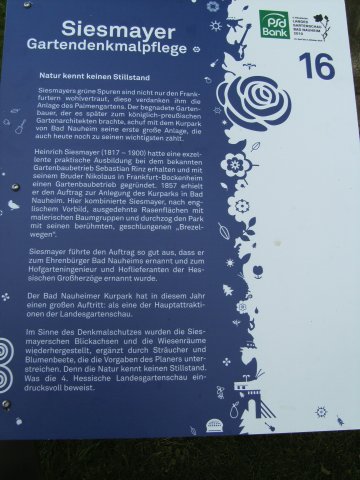 Siesmayer
Gartendenkmalpflege
PSD
Bank
LANDES
GARTENSCHAU
BAD NAUHEIM
2010
16
Natur kennt keinen Stillstand
Siesmayers grüne Spuren sind nicht nur den Frank-
furtern wohlvertraut, diese verdanken ihm die
Anlage des Palmengartens. Der begnadete Garten-
bauer, der es später zum königlich-preußischen
Gartenarchitekten brachte, schuf mit dem Kurpark
von Bad Nauheim seine erste große Anlage, die
auch heute noch zu seinen wichtigsten zählt.
Heinrich Siesmayer (1817 – 1900) hatte eine exzel-
lente praktische Ausbildung bei dem bekannten
Gartenbaubetrieb Sebastian Rinz erhalten und mit
seinem Bruder Nikolaus in Frankfurt-Bockenheim
einen Gartenbaubetrieb gegründet. 1857 erhielt
er den Auftrag zur Anlegung des Kurparks in Bad
Nauheim. Hier kombinierte Siesmayer, nach eng-
lischem Vorbild, ausgedehnte Rasenflächen mit
malerischen Baumgruppen und durchzog den Park
mit seinen berühmten, geschlungenen „Brezel-
wegen“.
Siesmayer führte den Auftrag so gut aus, dass er
zum Ehrenbürger Bad Nauheims ernannt und zum
Hofgarteningenieur und Hoflieferanten der Hes-
sischen Großherzöge ernannt wurde.
Der Bad Nauheimer Kurpark hat in diesem Jahr
einen großen Auftritt: als eine der Hauptattrakti-
onen der Landesgartenschau.
Im Sinne des Denkmalschutzes wurden die Sies-
mayerschen Blickachsen und die Wiesenräume
wiederhergestellt, ergänzt durch Sträucher und
Blumenbeete, die die Vorgaben des Planers unter-
streichen. Denn die Natur kennt keinen Stillstand.
Was die 4. Hessische Landesgartenschau ein-
drucksvoll beweist.